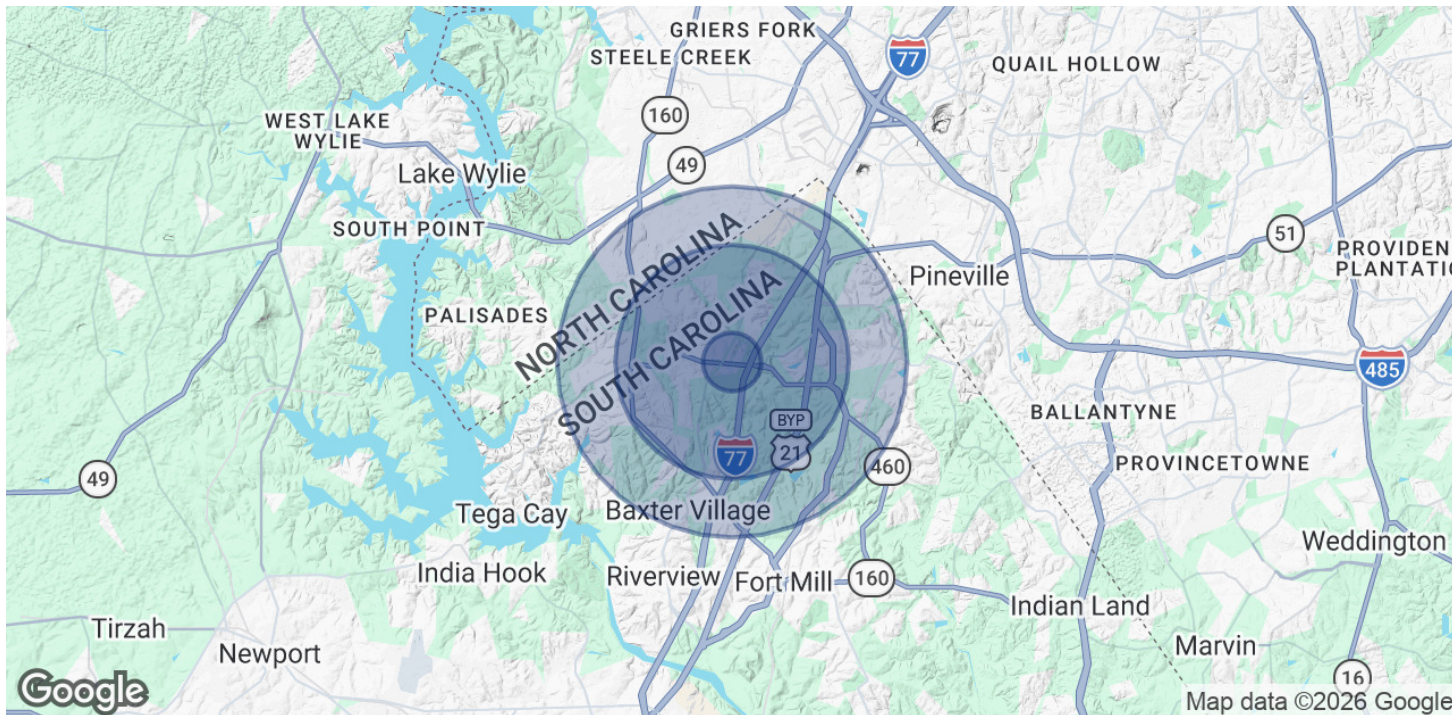 GRIERS FORK
STEELE CREEK
77
QUAIL HOLLOW
160
WEST LAKE
WYLIE
49
Lake Wylie
SOUTH POINT
51
PROVIDEN
PLANTATIO
Pineville
NORTH CAROLINA
SOUTH CAROLINA
PALISADES
485
BALLANTYNE
BYP
21
77
460
PROVINCETOWNE
49
Tega Cay
Baxter Village
Weddington
India Hook
Riverview
Fort Mill
160
Indian Land
Tirzah
Newport
Marvin
16
Google
Map data ©2026 Google